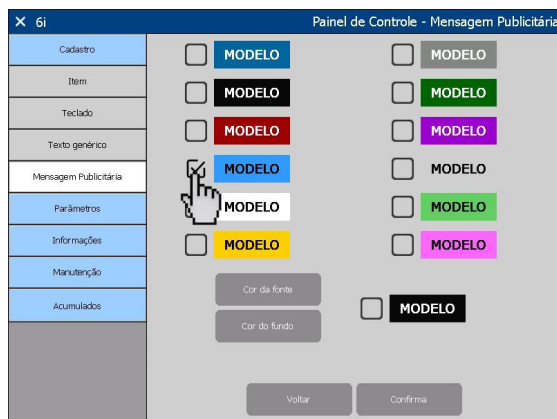 × 6i
Painel de Controle - Mensagem Publicitária
Cadastro
Item
Teclado
Texto genérico
Mensagem Publicitária
Parâmetros
Informações
Manutenção
Acumulados
MODELO
MODELO
MODELO
MODELO
MODELO
MODELO
MODELO
MODELO
MODELO
MODELO
MODELO
MODELO
Cor da fonte
Cor do fundo
MODELO
Voltar
Confirma